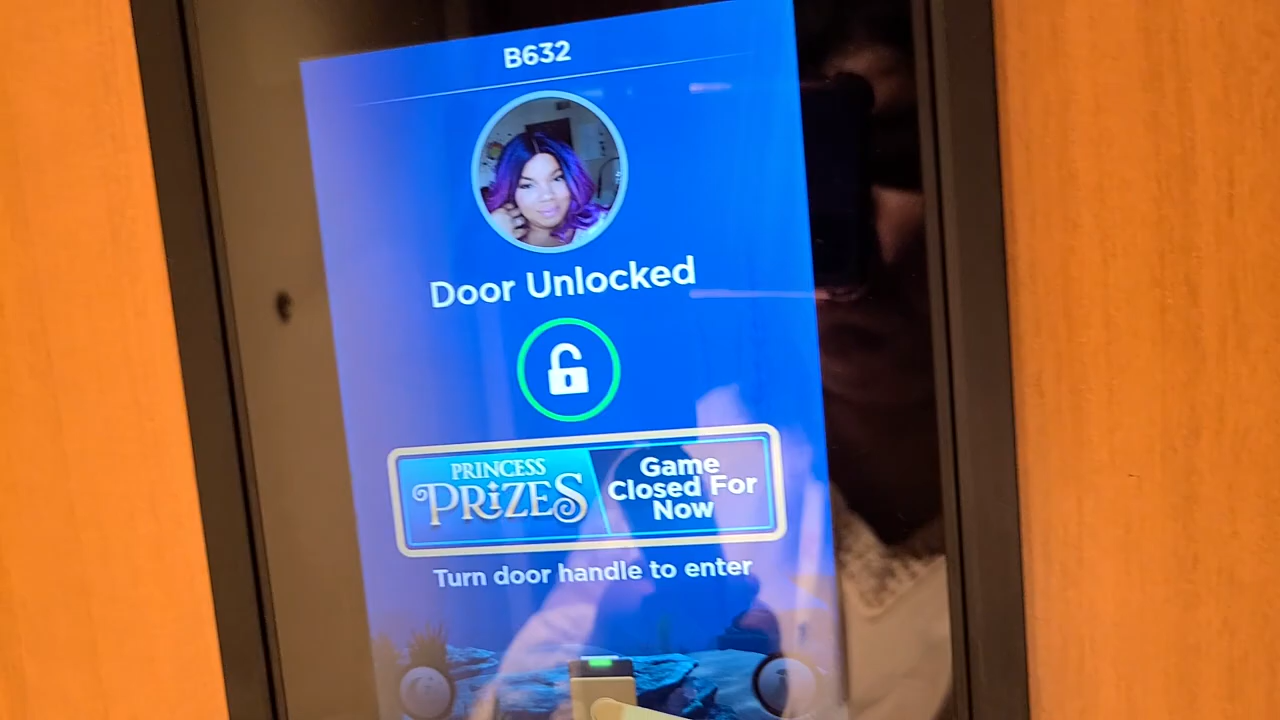 B632
Door Unlocked
PRINCESS
PRIZES
Game
Closed For
Now
Turn door handle to enter